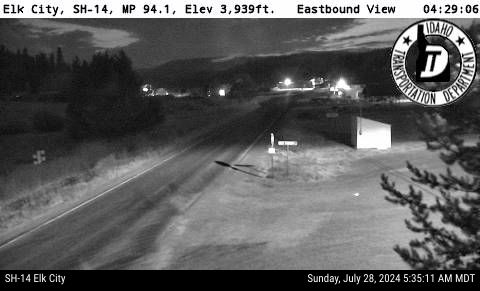 Elk City, SH-14, MP 94.1, Elev 3,939ft.   Eastbound View   04:29:06
IDAHO
TRANSPORTATION DEPARTMENT
SH-14 Elk City
Sunday, July 28, 2024 5:35:11 AM MDT